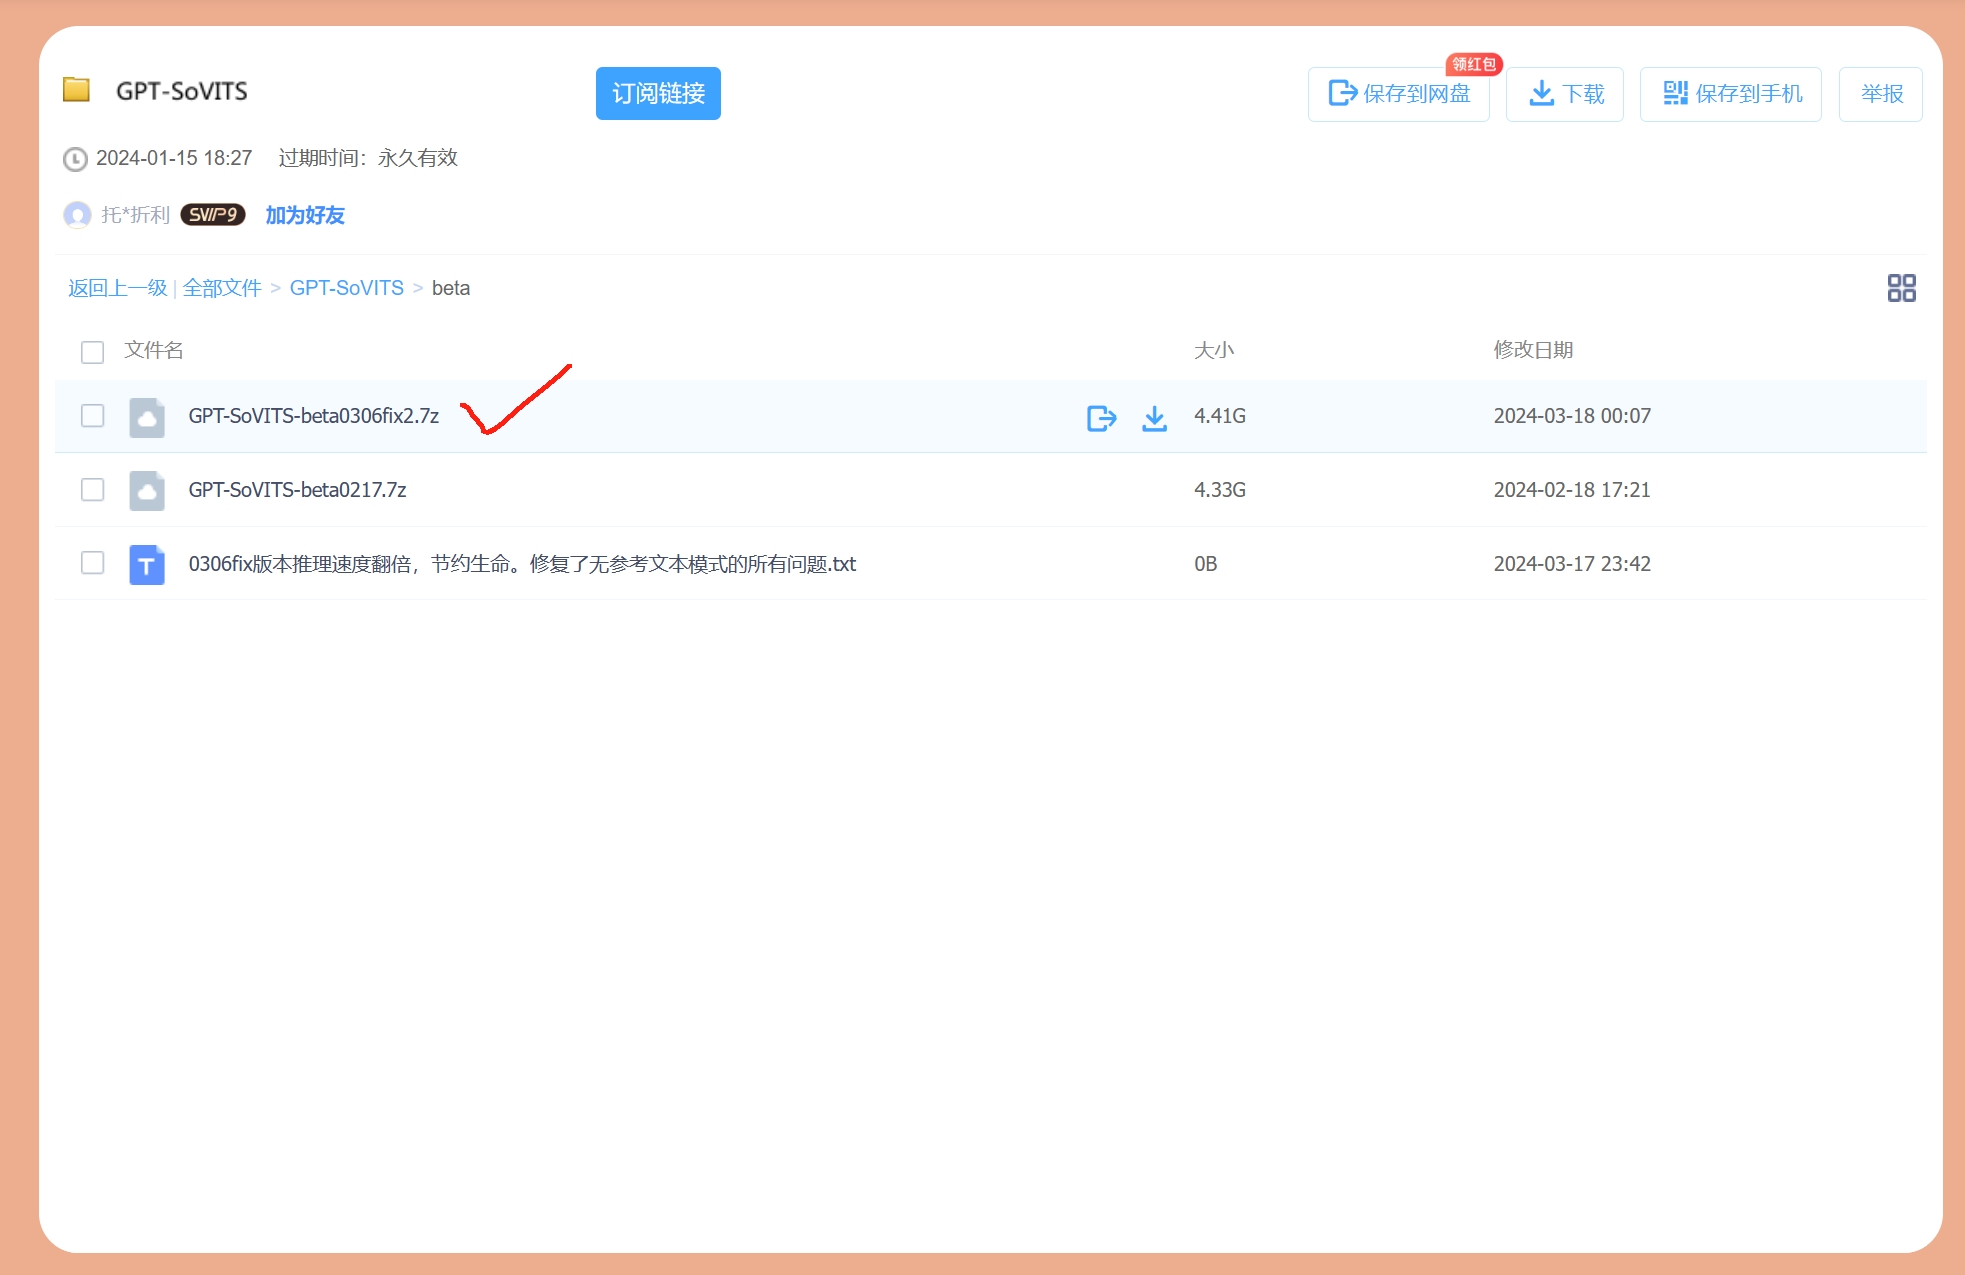 GPT-SoVITS
订阅链接
领红包
保存到网盘
下载
保存到手机
举报
2024-01-15 18:27 过期时间：永久有效
托*折利 SVIP9 加为好友
返回上一级 | 全部文件 > GPT-SoVITS > beta
文件名 大小 修改日期
GPT-SoVITS-beta0306fix2.7z 4.41G 2024-03-18 00:07
GPT-SoVITS-beta0217.7z 4.33G 2024-02-18 17:21
T 0306fix版本推理速度翻倍，节约生命。修复了无参考文本模式的所有问题.txt 0B 2024-03-17 23:42